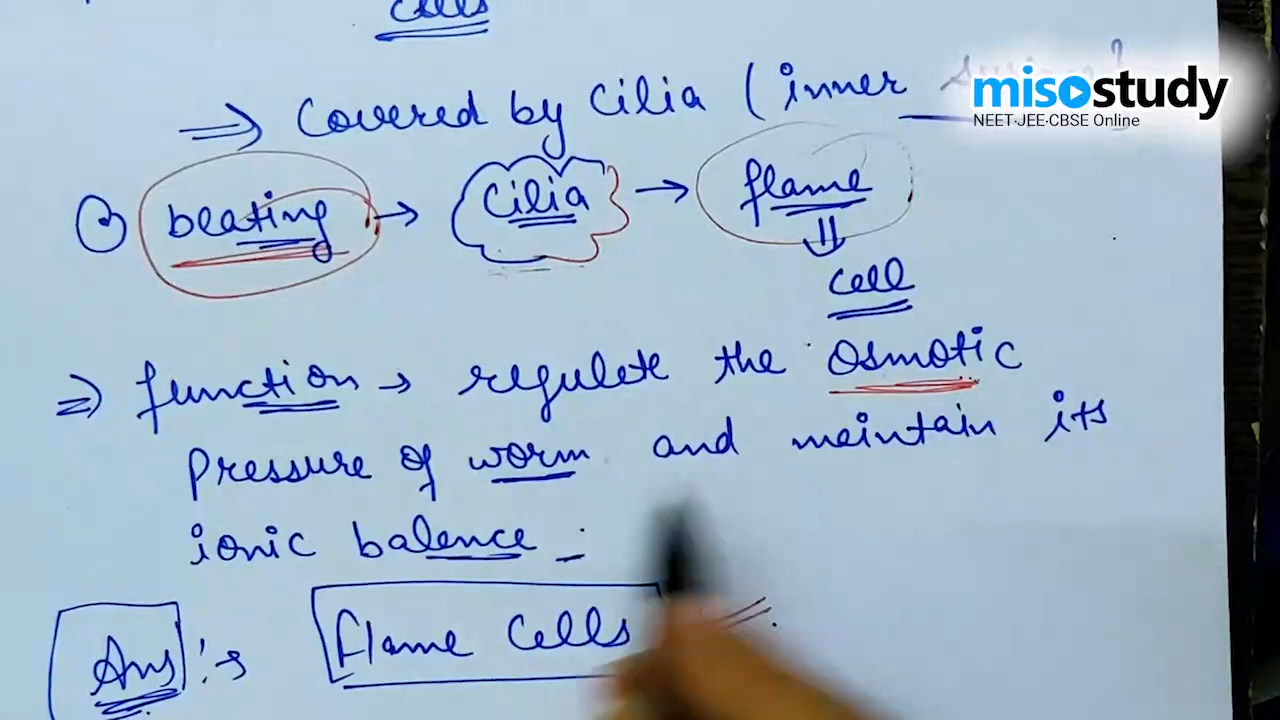 Cells
⇒ Covered by Cilia ( inner
misostudy
NEET·JEE·CBSE Online
beating → Cilia → flame
⇓
Cell
⇒ function → regulate the Osmotic
Pressure of worm and maintain its
ionic balence :
Ans :→ Flame Cells